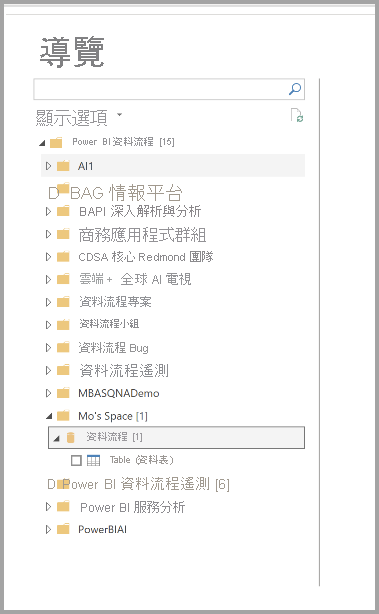 導覽
顯示選項
Power BI 資料流程 [15]
AI1
D BAG 情報平台
BAPI 深入解析與分析
商務應用程式群組
CDSA 核心 Redmond 團隊
雲端 + 全球 AI 電視
資料流程專案
資料流程小組
資料流程 Bug
資料流程遙測
MBASQNADemo
Mo's Space [1]
資料流程 [1]
Table (資料表)
D Power BI 資料流程遙測 [6]
Power BI 服務分析
PowerBIAI